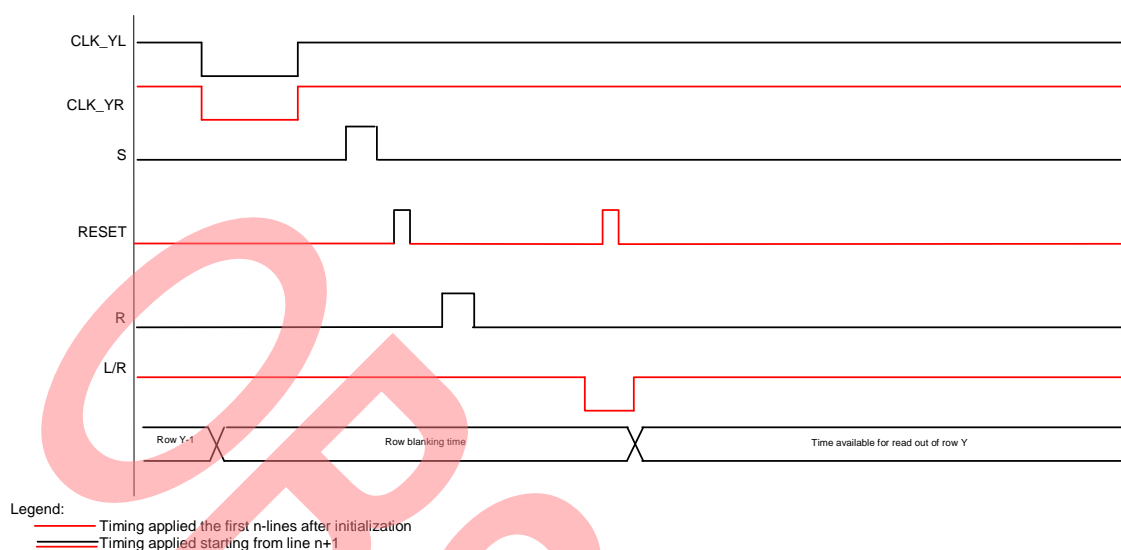 CLK_YL
CLK_YR
S
RESET
R
L/R
Row Y-1 Row blanking time Time available for read out of row Y
Legend:
Timing applied the first n-lines after initialization
Timing applied starting from line n+1